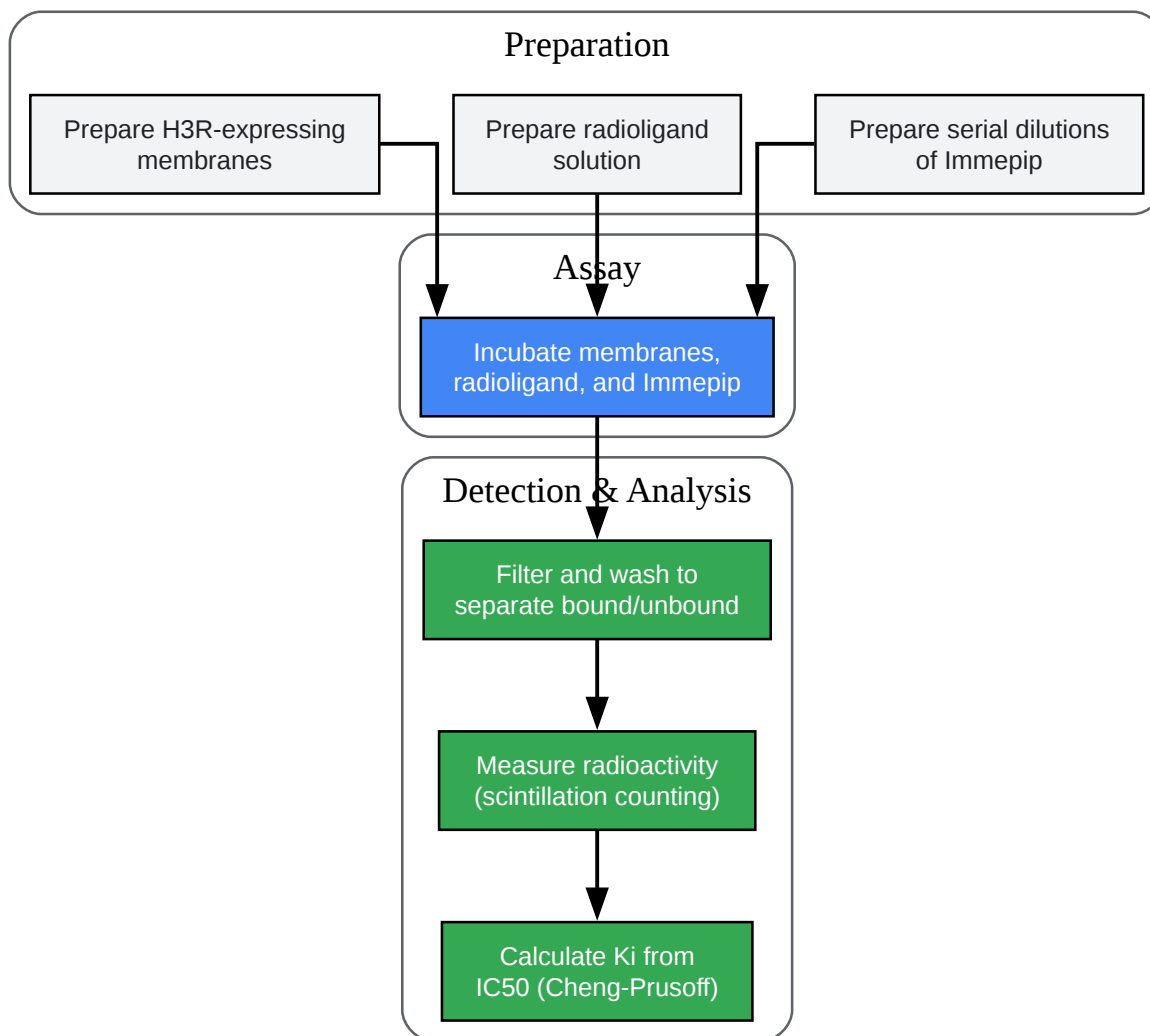 Preparation
Prepare H3R-expressing
membranes
Prepare radioligand
solution
Prepare serial dilutions
of Immepip
Assay
Incubate membranes,
radioligand, and Immepip
Detection & Analysis
Filter and wash to
separate bound/unbound
Measure radioactivity
(scintillation counting)
Calculate Ki from
IC50 (Cheng-Prusoff)